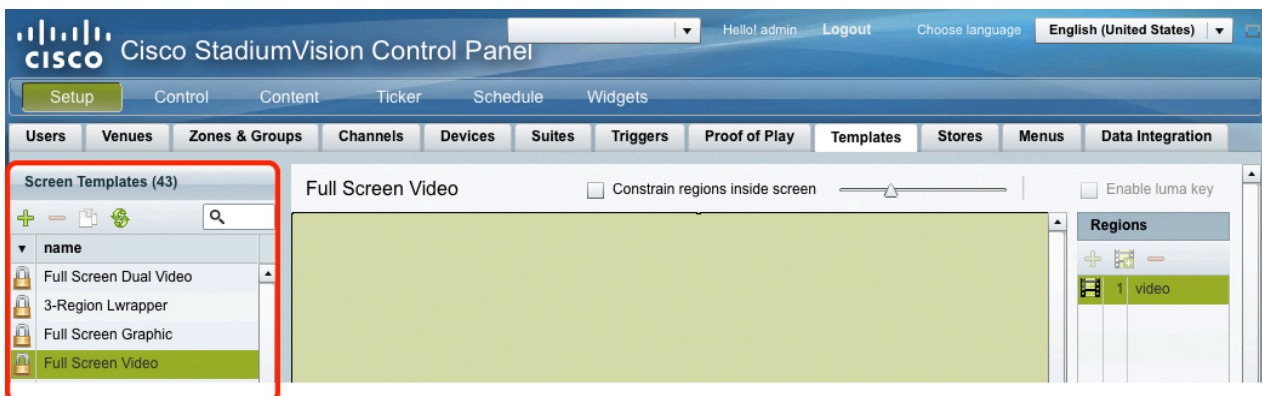 Hello! admin Logout Choose language English (United States)
CISCO Cisco StadiumVision Control Panel
Setup Control Content Ticker Schedule Widgets
Users Venues Zones & Groups Channels Devices Suites Triggers Proof of Play Templates Stores Menus Data Integration
Screen Templates (43)
Full Screen Video Constrain regions inside screen Enable luma key
Regions
name
Full Screen Dual Video
3-Region Lwrapper
Full Screen Graphic
Full Screen Video
1 video